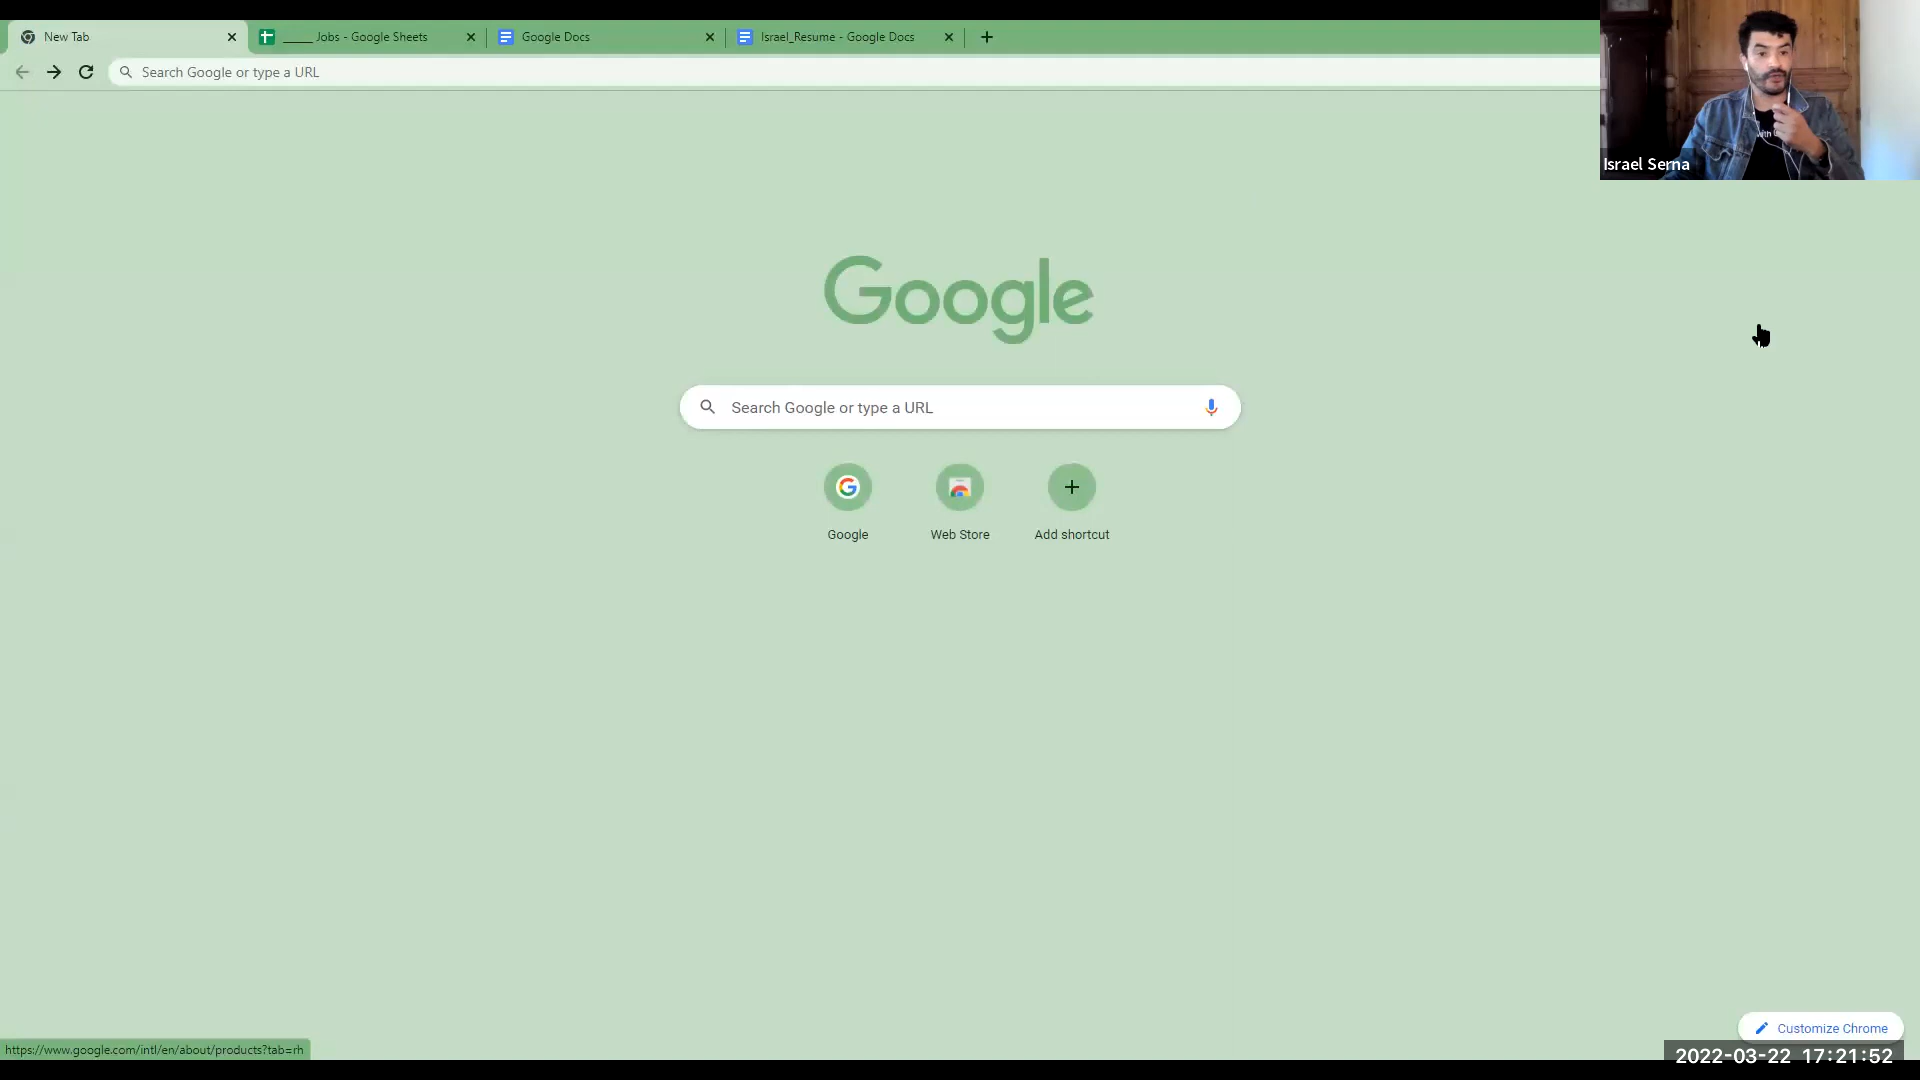 New Tab
_____ Jobs - Google Sheets
Google Docs
Israel_Resume - Google Docs
Search Google or type a URL
with
Israel Serna
Google
Search Google or type a URL
Google
Web Store
Add shortcut
Customize Chrome
https://www.google.com/intl/en/about/products?tab=rh
2022-03-22 17:21:52